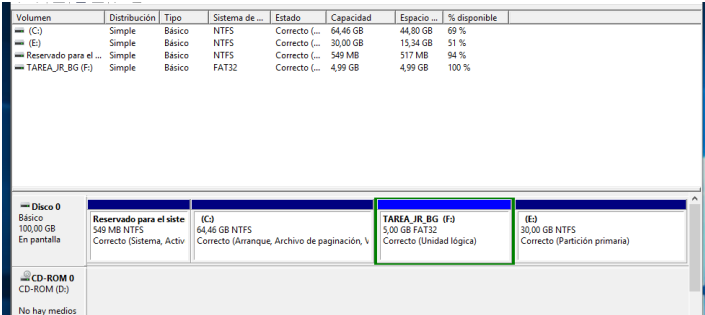 Volumen Distribución Tipo Sistema de ... Estado Capacidad Espacio ... % disponible
(C:) Simple Básico NTFS Correcto (... 64,46 GB 44,80 GB 69 %
(E:) Simple Básico NTFS Correcto (... 30,00 GB 15,34 GB 51 %
Reservado para el ... Simple Básico NTFS Correcto (... 549 MB 517 MB 94 %
TAREA_JR_BG (F:) Simple Básico FAT32 Correcto (... 4,99 GB 4,99 GB 100 %
Disco 0
Básico
100,00 GB
En pantalla
Reservado para el siste
549 MB NTFS
Correcto (Sistema, Activ
(C:)
64,46 GB NTFS
Correcto (Arranque, Archivo de paginación, V
TAREA_JR_BG (F:)
5,00 GB FAT32
Correcto (Unidad lógica)
(E:)
30,00 GB NTFS
Correcto (Partición primaria)
CD-ROM 0
CD-ROM (D:)
No hay medios